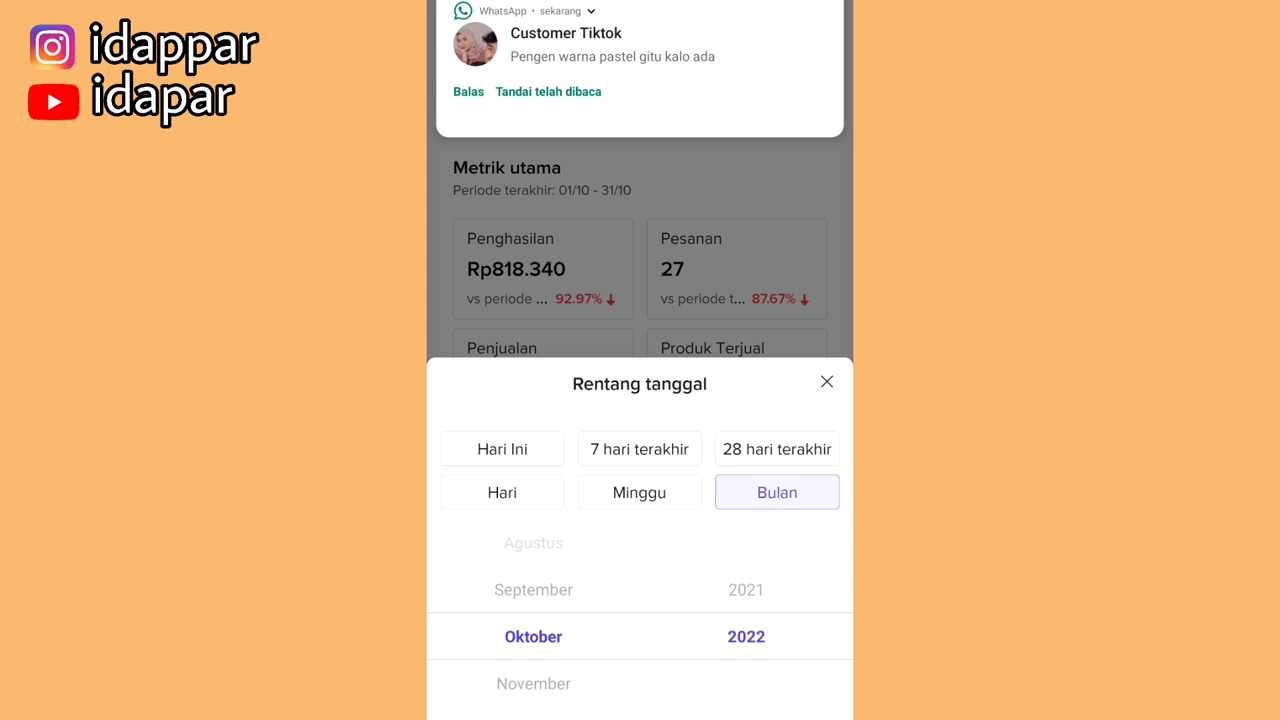 idappar
idapar
WhatsApp • sekarang
Customer Tiktok
Pengen warna pastel gitu kalo ada
Balas Tandai telah dibaca
Metrik utama
Periode terakhir: 01/10 - 31/10
Penghasilan Pesanan
Rp818.340 27
vs periode ... 92.97% vs periode t... 87.67%
Penjualan Produk Terjual
Rentang tanggal
Hari Ini 7 hari terakhir 28 hari terakhir
Hari Minggu Bulan
Agustus
September 2021
Oktober 2022
November